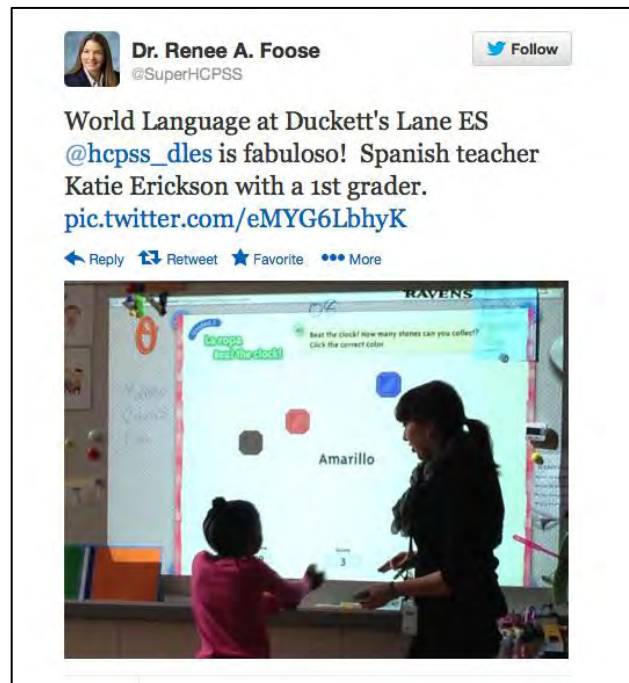 Dr. Renee A. Foose
@SuperHCPSS
Follow
World Language at Duckett's Lane ES
@hcpss_dles is fabuloso! Spanish teacher
Katie Erickson with a 1st grader.
pic.twitter.com/eMYG6LbhyK
Reply Retweet Favorite More
RAVENS
La ropa
Beat the clock!
Beat the clock! How many stones can you collect?
Click the correct color.
Amarillo
Score
3